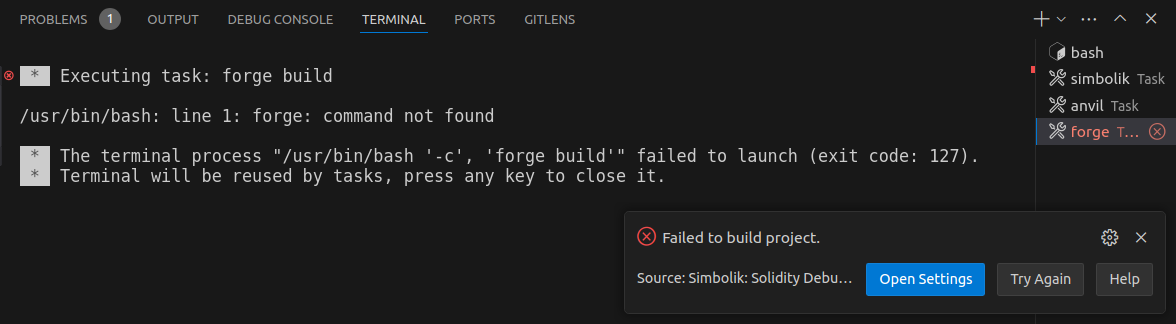 PROBLEMS 1 OUTPUT DEBUG CONSOLE TERMINAL PORTS GITLENS
* Executing task: forge build
/usr/bin/bash: line 1: forge: command not found
* The terminal process "/usr/bin/bash '-c', 'forge build'" failed to launch (exit code: 127).
* Terminal will be reused by tasks, press any key to close it.
bash
simbolik Task
anvil Task
forge T...
Failed to build project.
Source: Simbolik: Solidity Debu...
Open Settings Try Again Help